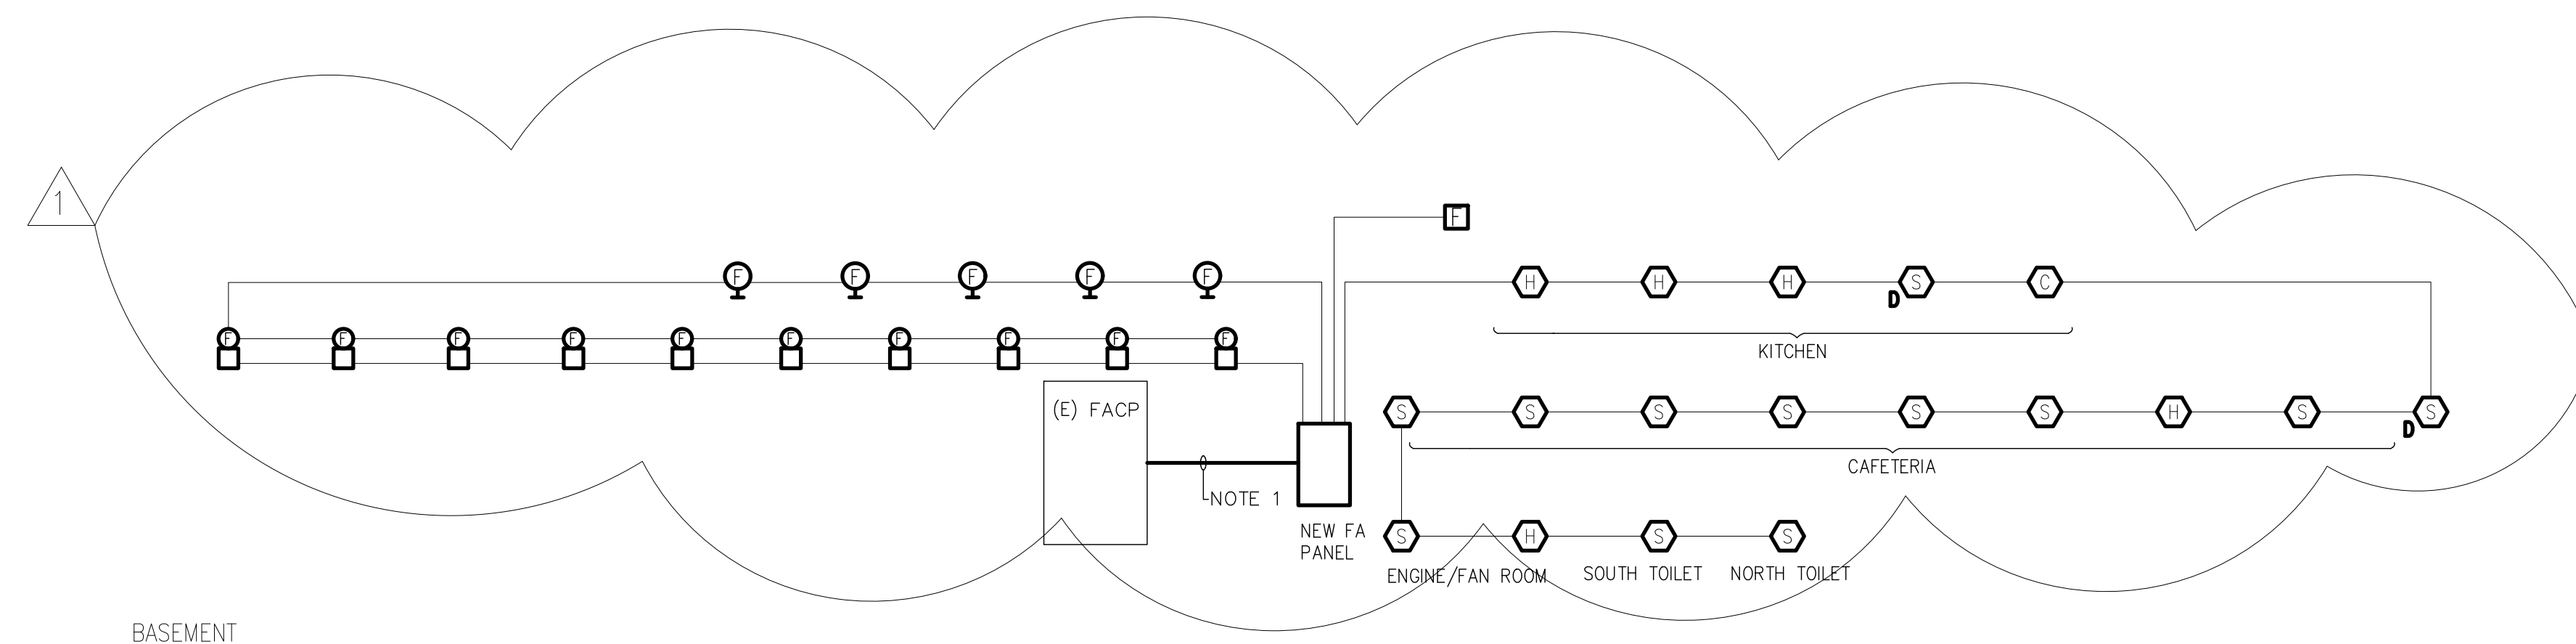 1
F
F F F F F
H H H S C
D
F F F F F F F F F F
KITCHEN
(E) FACP
S S S S S S H S S
D
CAFETERIA
NOTE 1
NEW FA
PANEL
S H S S
ENGINE/FAN ROOM
SOUTH TOILET
NORTH TOILET
BASEMENT